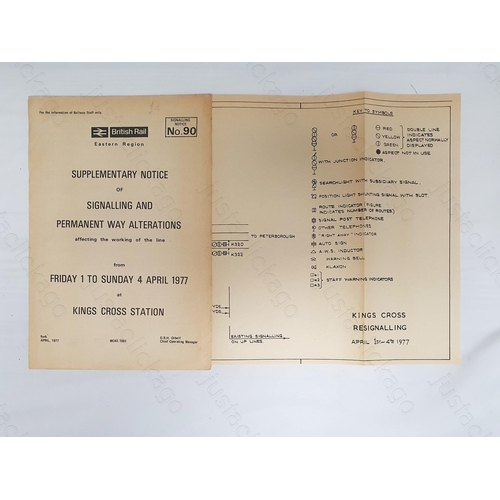 For the information of Railway Staff only
British Rail
Eastern Region
SIGNALLING
NOTICE
No.90
SUPPLEMENTARY NOTICE
OF
SIGNALLING AND
PERMANENT WAY ALTERATIONS
affecting the working of the line
from
FRIDAY 1 TO SUNDAY 4 APRIL 1977
at
KINGS CROSS STATION
York
APRIL, 1977
Chief Operating Manager
KEY TO SYMBOLS
OR
RED
YELLOW
GREEN
DOUBLE LINE
INDICATES
ASPECT NORMALLY
DISPLAYED
ASPECT NOT IN USE
WITH JUNCTION INDICATOR
SEARCHLIGHT WITH SUBSIDIARY SIGNAL
POSITION LIGHT SHUNTING SIGNAL WITH SLOT.
ROUTE INDICATOR (FIGURE
INDICATES NUMBER OF ROUTES)
SIGNAL POST TELEPHONE
OTHER TELEPHONES
'RIGHT AWAY' INDICATOR
AUTO SIGN
A.W.S. INDUCTOR
WARNING BELL
KLAXON
STAFF WARNING INDICATORS
TO PETERBOROUGH
K320
K322
YDS
YDS
EXISTING SIGNALLING
ON UP LINES.
KINGS CROSS
RESIGNALLING
APRIL 1st-4th 1977
justackago